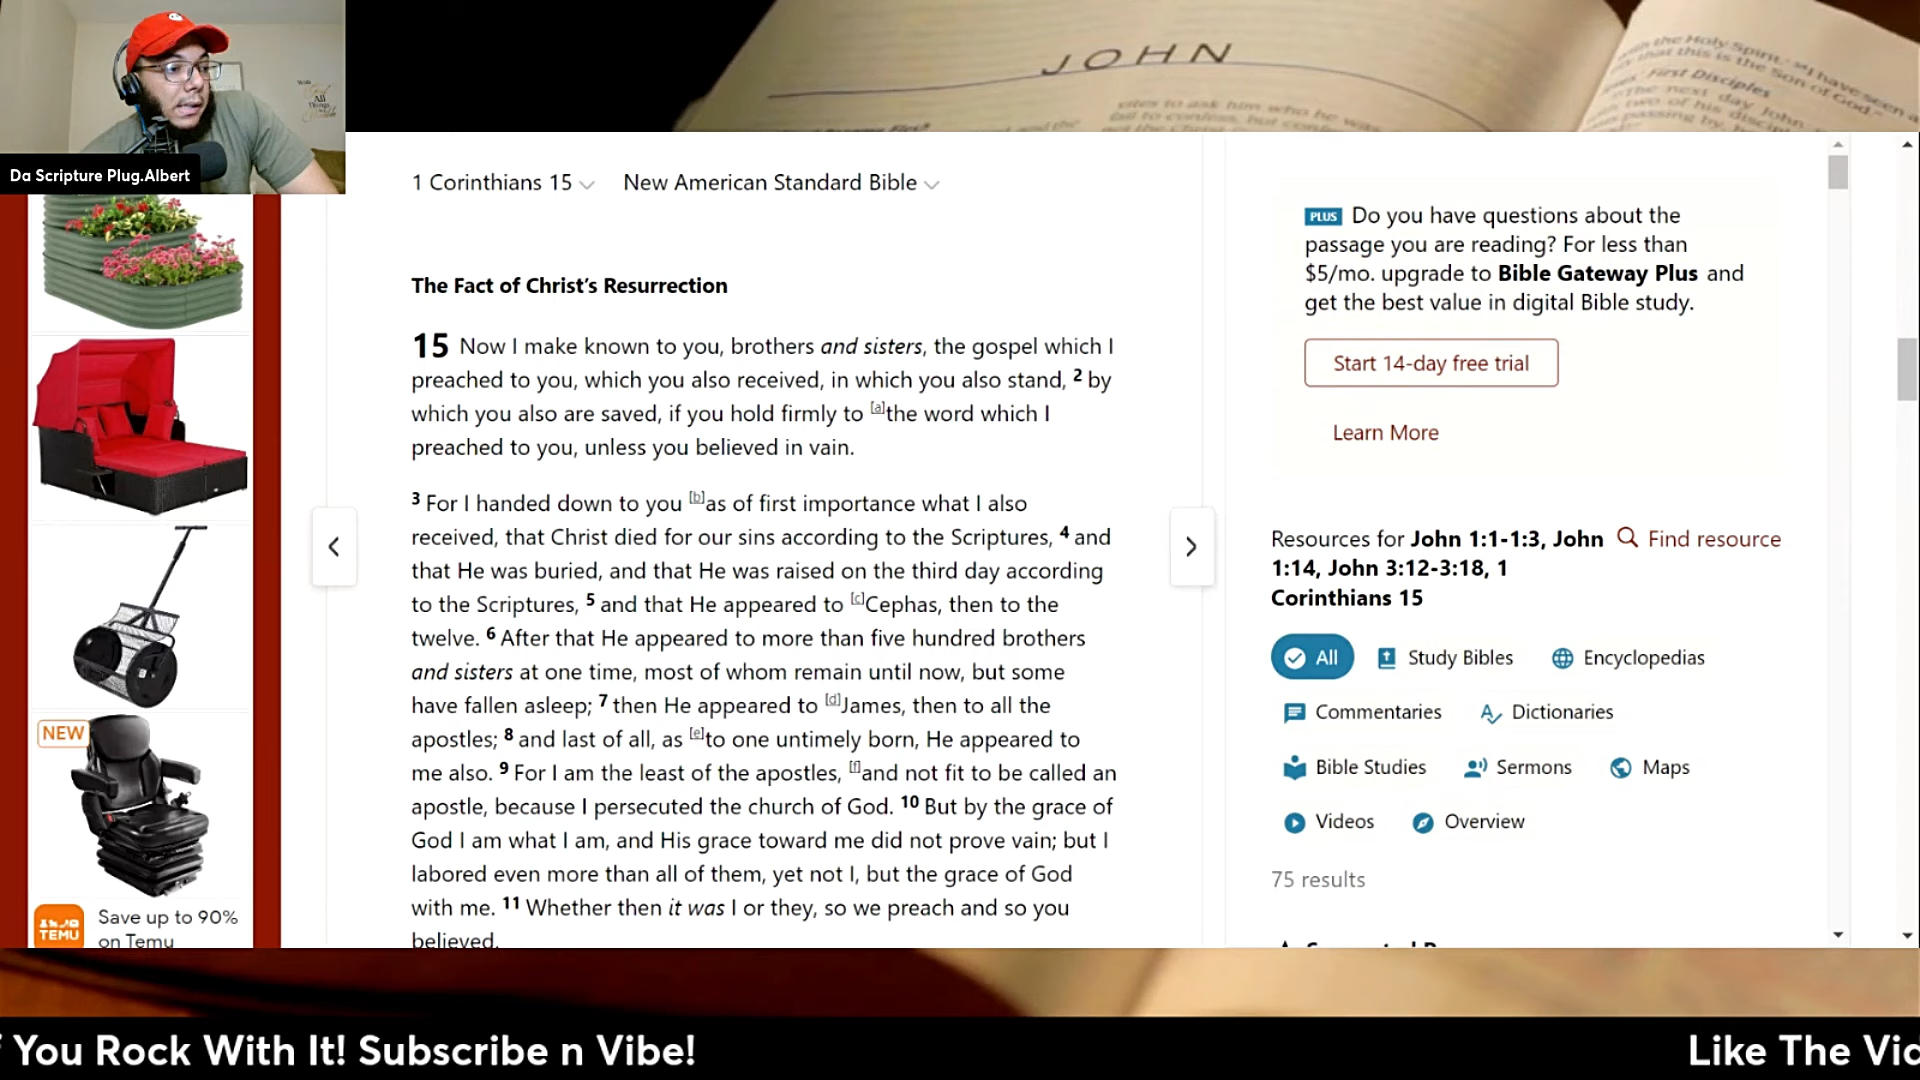 JOHN
Da Scripture Plug.Albert
1 Corinthians 15
New American Standard Bible
The Fact of Christ's Resurrection
15 Now I make known to you, brothers and sisters, the gospel which I
preached to you, which you also received, in which you also stand, 2 by
which you also are saved, if you hold firmly to [a]the word which I
preached to you, unless you believed in vain.
3 For I handed down to you [b]as of first importance what I also
received, that Christ died for our sins according to the Scriptures, 4 and
that He was buried, and that He was raised on the third day according
to the Scriptures, 5 and that He appeared to [c]Cephas, then to the
twelve. 6 After that He appeared to more than five hundred brothers
and sisters at one time, most of whom remain until now, but some
have fallen asleep; 7 then He appeared to [d]James, then to all the
apostles; 8 and last of all, as [e]to one untimely born, He appeared to
me also. 9 For I am the least of the apostles, [f]and not fit to be called an
apostle, because I persecuted the church of God. 10 But by the grace of
God I am what I am, and His grace toward me did not prove vain; but I
labored even more than all of them, yet not I, but the grace of God
with me. 11 Whether then it was I or they, so we preach and so you
believed.
PLUS Do you have questions about the
passage you are reading? For less than
$5/mo. upgrade to Bible Gateway Plus and
get the best value in digital Bible study.
Start 14-day free trial
Learn More
Resources for John 1:1-1:3, John
1:14, John 3:12-3:18, 1
Corinthians 15
Find resource
All
Study Bibles
Encyclopedias
Commentaries
Dictionaries
Bible Studies
Sermons
Maps
Videos
Overview
75 results
NEW
TEMU
Save up to 90%
on Temu
You Rock With It! Subscribe n Vibe!
Like The Vid